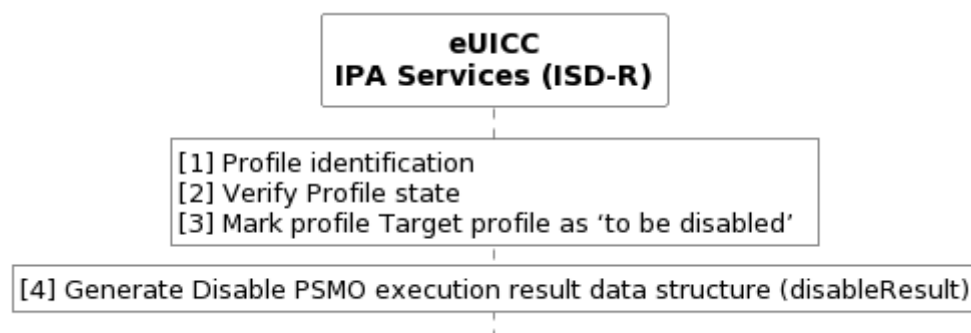 eUICC
IPA Services (ISD-R)
[1] Profile identification
[2] Verify Profile state
[3] Mark profile Target profile as ‘to be disabled’
[4] Generate Disable PSMO execution result data structure (disableResult)